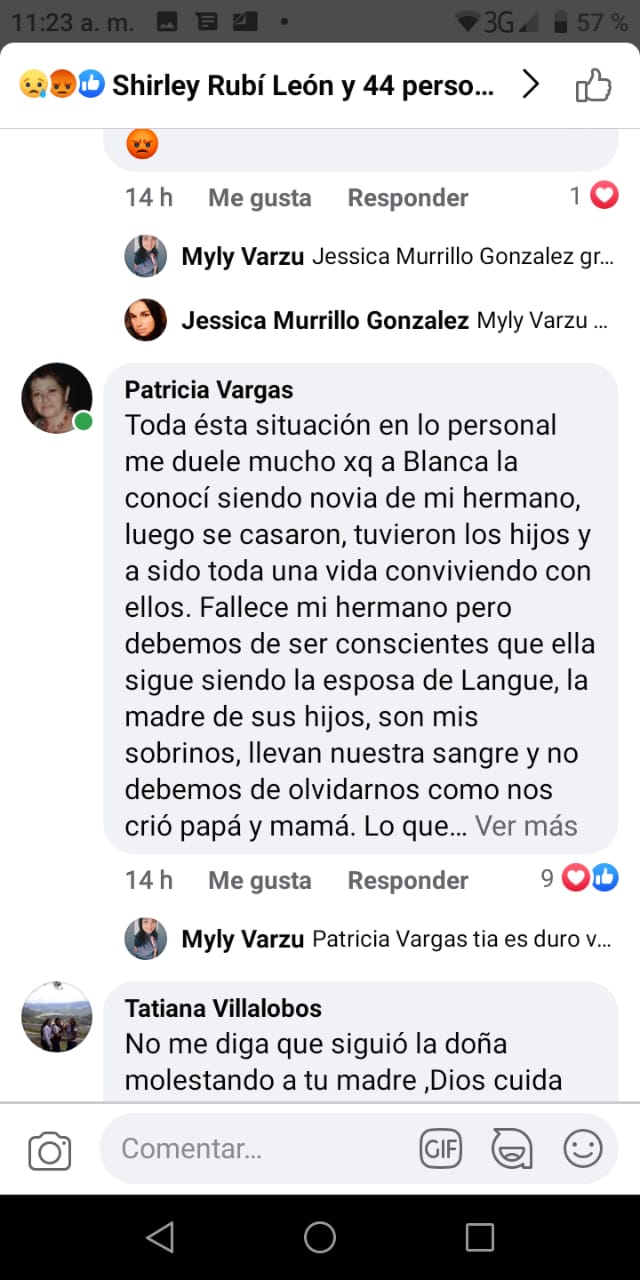 11:23 a. m.
3G 57 %
Shirley Rubí León y 44 perso...
14 h Me gusta Responder 1
Myly Varzu Jessica Murrillo Gonzalez gr...
Jessica Murrillo Gonzalez Myly Varzu ...
Patricia Vargas
Toda ésta situación en lo personal
me duele mucho xq a Blanca la
conocí siendo novia de mi hermano,
luego se casaron, tuvieron los hijos y
a sido toda una vida conviviendo con
ellos. Fallece mi hermano pero
debemos de ser conscientes que ella
sigue siendo la esposa de Langue, la
madre de sus hijos, son mis
sobrinos, llevan nuestra sangre y no
debemos de olvidarnos como nos
crió papá y mamá. Lo que... Ver más
14 h Me gusta Responder 9
Myly Varzu Patricia Vargas tia es duro v...
Tatiana Villalobos
No me diga que siguió la doña
molestando a tu madre ,Dios cuida
Comentar...
GIF